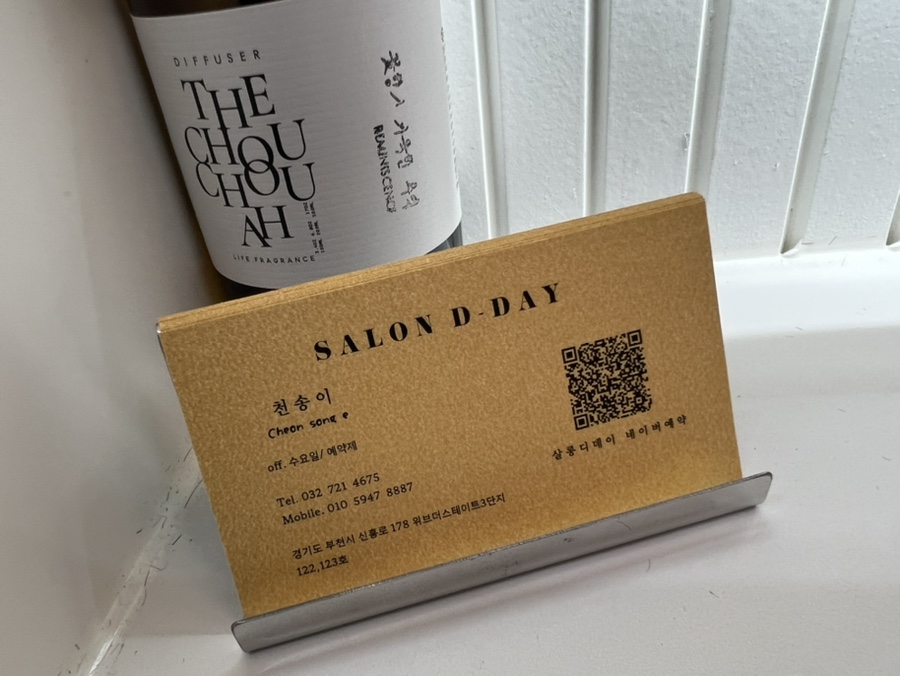 DIFFUSER
THE
CHOU
CHOU
AH
LIFE FRAGRANCE
REMINISCENCE
SALON D-DAY
천송이
Cheon song e
off. 수요일/ 예약제
Tel. 032 721 4675
Mobile. 010 5947 8887
경기도 부천시 신흥로 178 위브더스테이트3단지
122,123호
살롱디데이 네이버예약